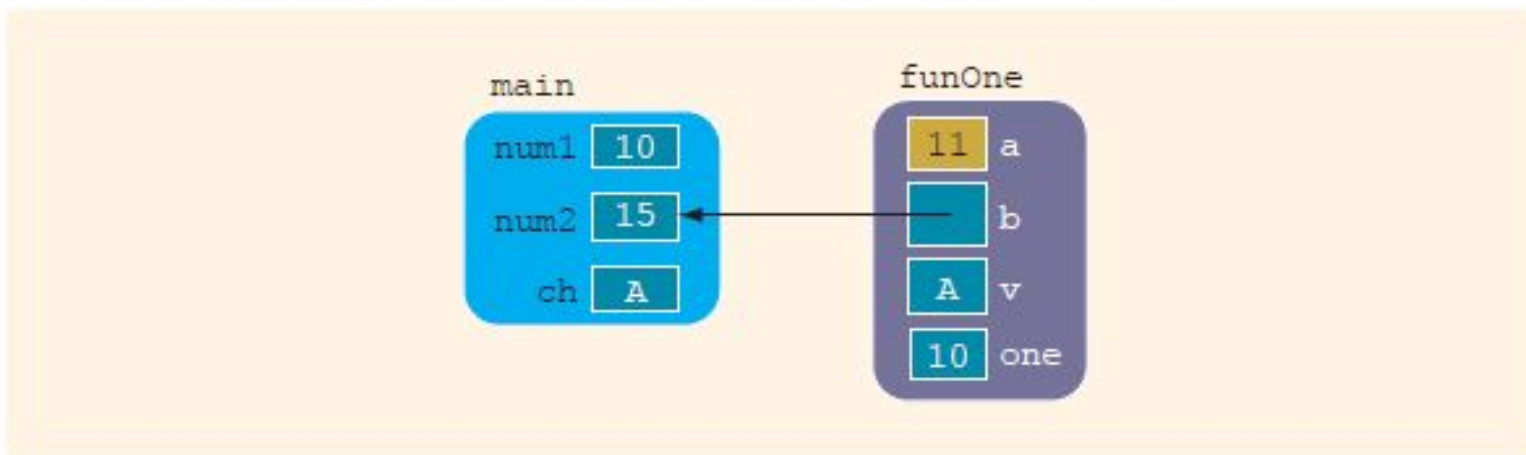 main
num1 10
num2 15
ch A
funOne
11 a
b
A v
10 one